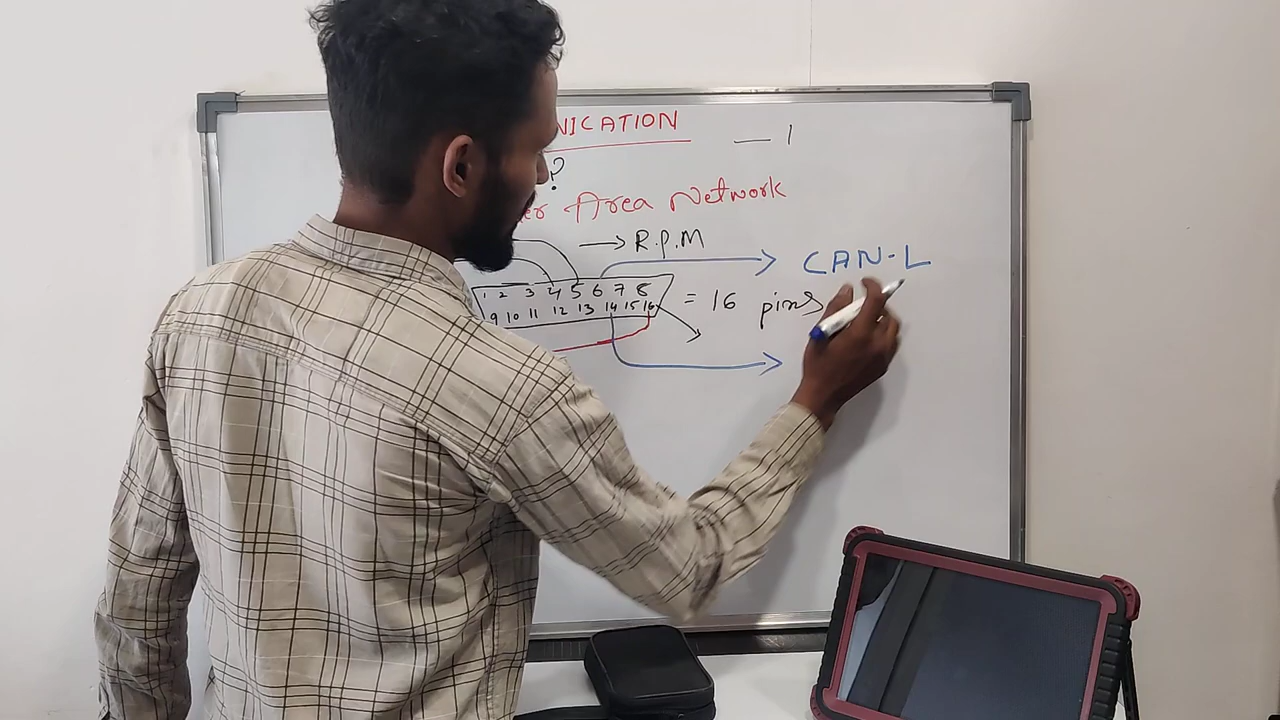 NICATION — 1
?
er Area Network
→ R.P.M
CAN-L
1 2 3 4 5 6 7 8
= 16 pins
9 10 11 12 13 14 15 16